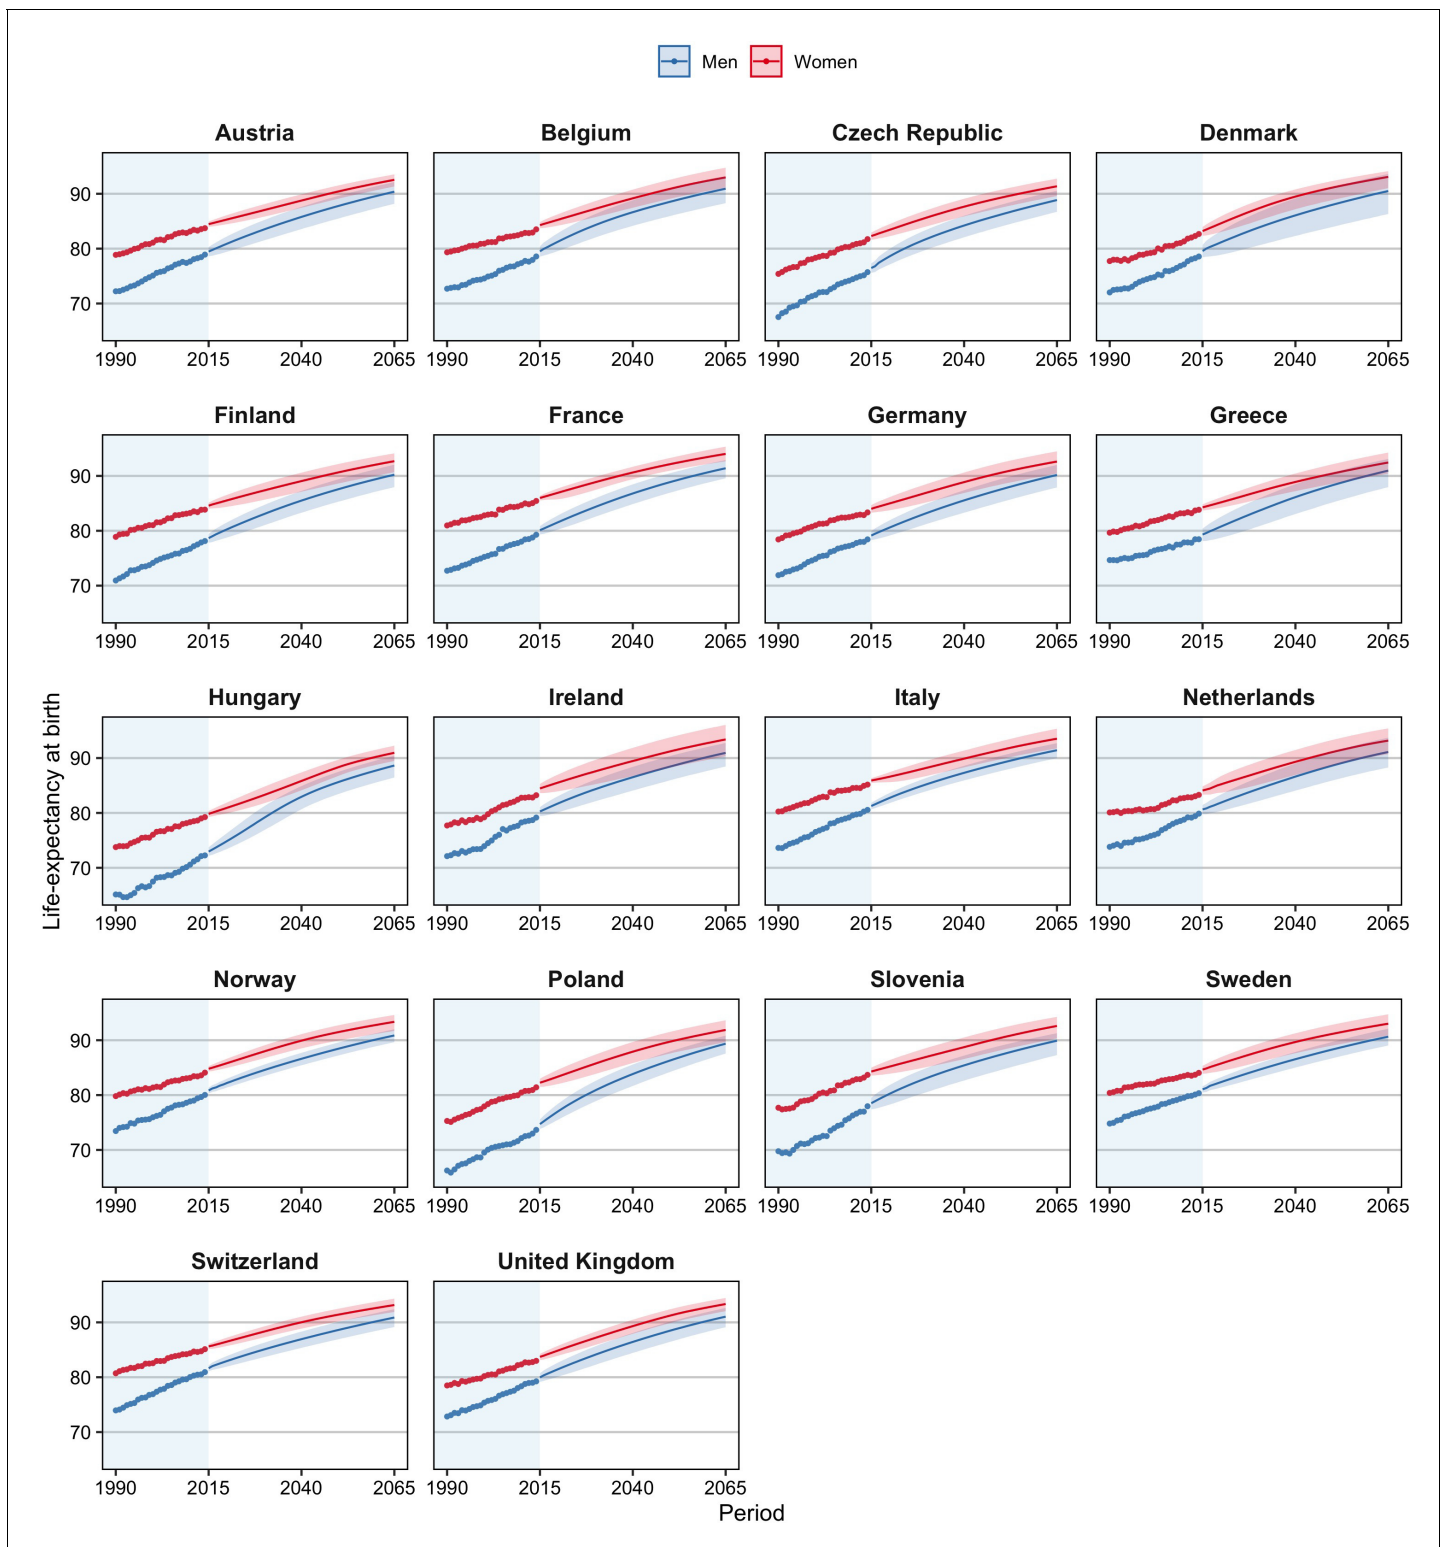 Men Women
Austria Belgium Czech Republic Denmark
90
80
70
1990 2015 2040 2065 1990 2015 2040 2065 1990 2015 2040 2065 1990 2015 2040 2065
Finland France Germany Greece
90
80
70
1990 2015 2040 2065 1990 2015 2040 2065 1990 2015 2040 2065 1990 2015 2040 2065
Hungary Ireland Italy Netherlands
Life-expectancy at birth
90
80
70
1990 2015 2040 2065 1990 2015 2040 2065 1990 2015 2040 2065 1990 2015 2040 2065
Norway Poland Slovenia Sweden
90
80
70
1990 2015 2040 2065 1990 2015 2040 2065 1990 2015 2040 2065 1990 2015 2040 2065
Switzerland United Kingdom
90
80
70
1990 2015 2040 2065 1990 2015 2040 2065
Period